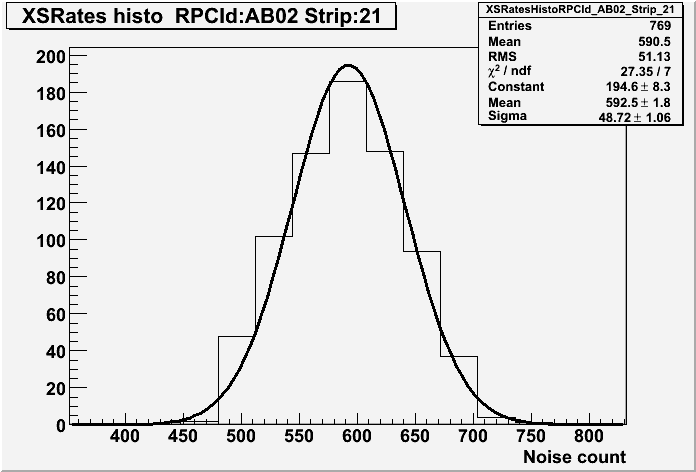 XSRates histo RPCId:AB02 Strip:21
XSRatesHistoRPCId_AB02_Strip_21
Entries 769
Mean 590.5
RMS 51.13
χ² / ndf 27.35 / 7
Constant 194.6 ± 8.3
Mean 592.5 ± 1.8
Sigma 48.72 ± 1.06
200
180
160
140
120
100
80
60
40
20
0
400 450 500 550 600 650 700 750 800
Noise count